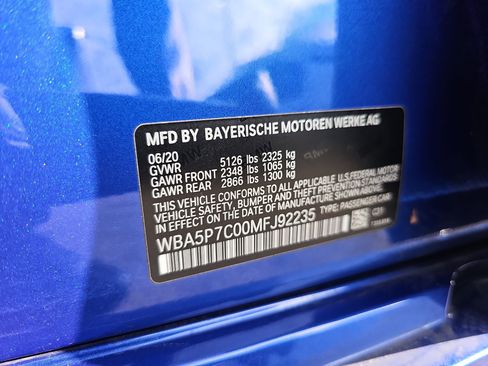 MFD BY BAYERISCHE MOTOREN WERKE AG
06/20
GVWR 5126 lbs 2325 kg
GAWR FRONT 2348 lbs 1065 kg
GAWR REAR 2866 lbs 1300 kg
THIS VEHICLE CONFORMS TO ALL APPLICABLE U.S. FEDERAL MOTOR
VEHICLE SAFETY, BUMPER, AND THEFT PREVENTION STANDARDS
IN EFFECT ON THE DATE OF MANUFACTURE SHOWN ABOVE.
WBA5P7C00MFJ92235 TYPE: PASSENGER CAR
C31